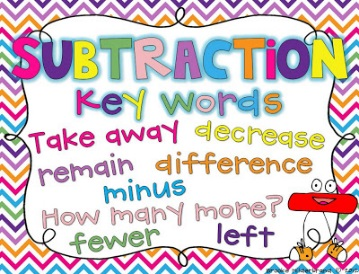 SUBTRACTION
Key words
Take away decrease
remain difference
minus
How many more?
fewer left